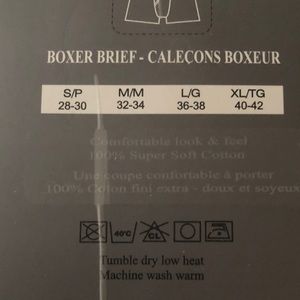 BOXER BRIEF - CALECONS BOXEUR
S/P M/M L/G XL/TG
28-30 32-34 36-38 40-42
Comfortable look & feel
100% Super Soft Cotton
Une coupe confortable à porter
100% Coton fini extra - doux et soyeux
40°C CL
Tumble dry low heat
Machine wash warm